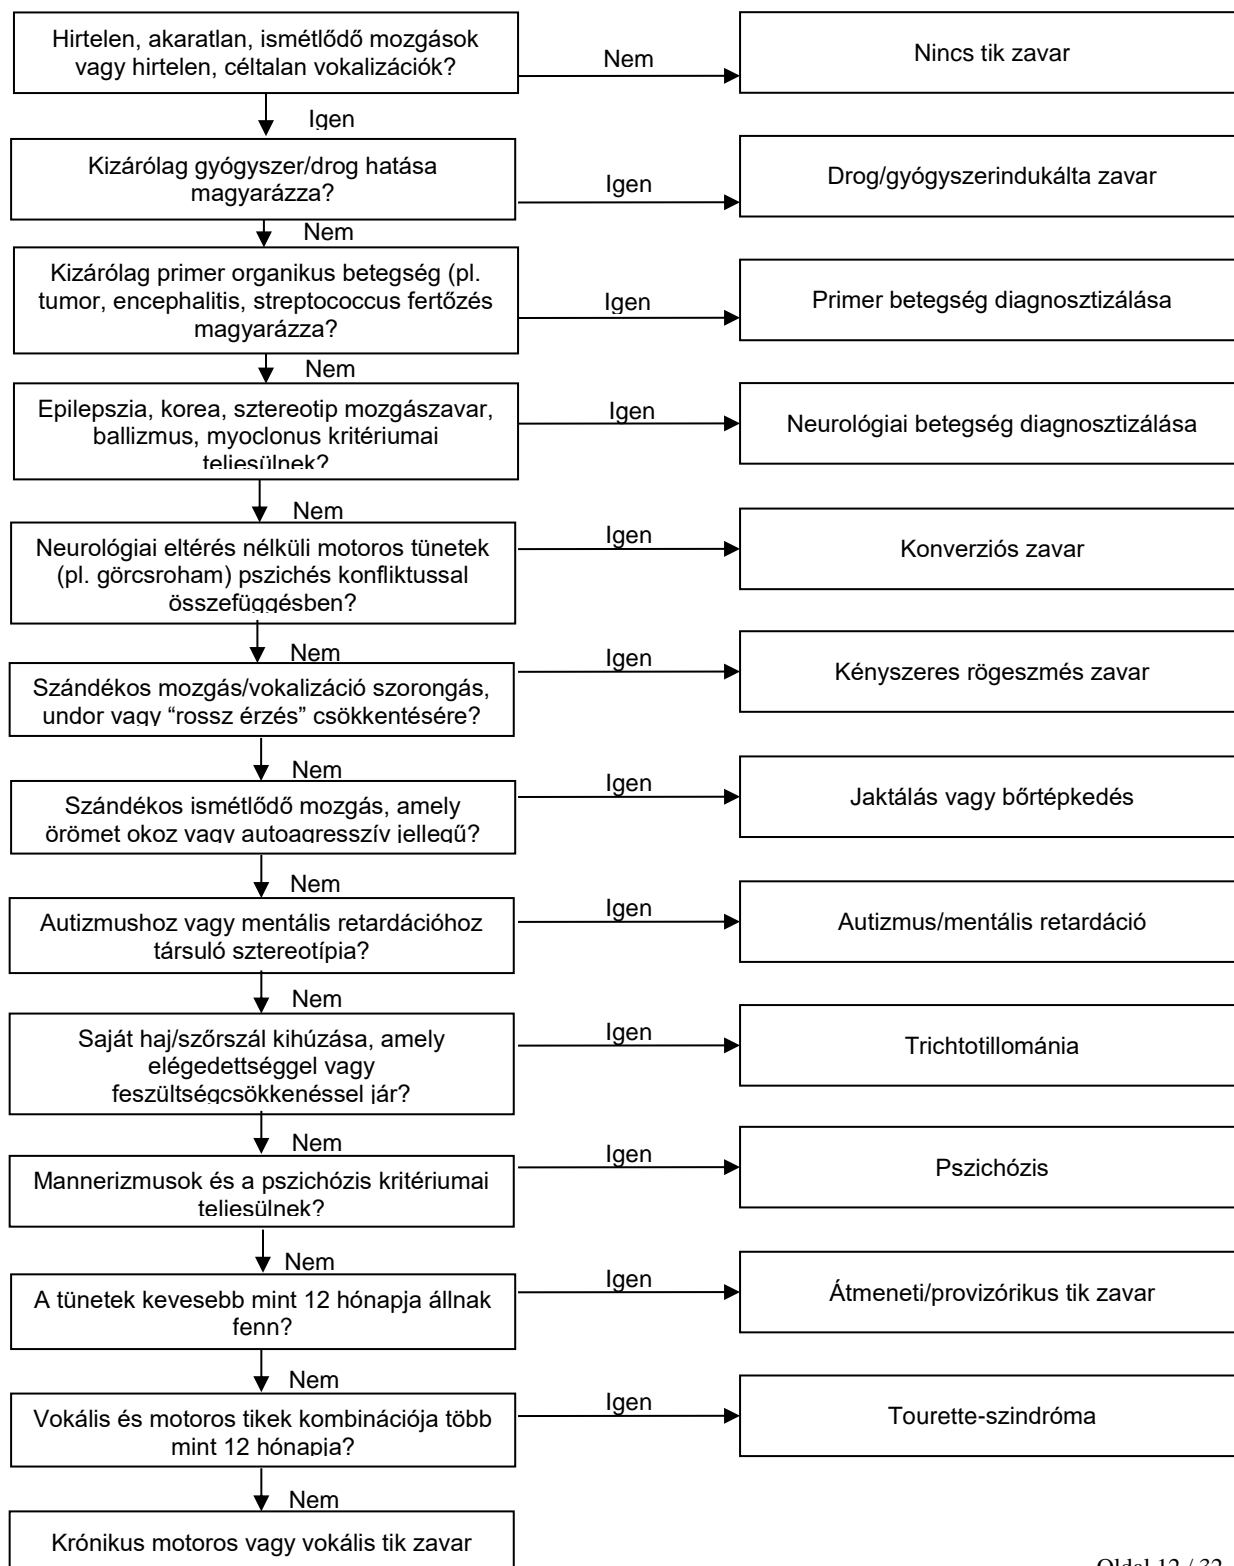 Hirtelen, akaratlan, ismétlődő mozgások
vagy hirtelen, céltalan vokalizációk?
Nem
Nincs tik zavar
Igen
Kizárólag gyógyszer/drog hatása
magyarázza?
Igen
Drog/gyógyszerindukálta zavar
Nem
Kizárólag primer organikus betegség (pl.
tumor, encephalitis, streptococcus fertőzés
magyarázza?
Igen
Primer betegség diagnosztizálása
Nem
Epilepszia, korea, sztereotip mozgászavar,
ballizmus, myoclonus kritériumai
teljesülnek?
Igen
Neurológiai betegség diagnosztizálása
Nem
Neurológiai eltérés nélküli motoros tünetek
(pl. görcsroham) pszichés konfliktussal
összefüggésben?
Igen
Konverziós zavar
Nem
Szándékos mozgás/vokalizáció szorongás,
undor vagy “rossz érzés” csökkentésére?
Igen
Kényszeres rögeszmés zavar
Nem
Szándékos ismétlődő mozgás, amely
örömet okoz vagy autoagresszív jellegű?
Igen
Jaktálás vagy bőrtépkedés
Nem
Autizmushoz vagy mentális retardációhoz
társuló sztereotípia?
Igen
Autizmus/mentális retardáció
Nem
Saját haj/szőrszál kihúzása, amely
elégedettséggel vagy
feszültségcsökkenéssel jár?
Igen
Trichtotillománia
Nem
Mannerizmusok és a pszichózis kritériumai
teljesülnek?
Igen
Pszichózis
Nem
A tünetek kevesebb mint 12 hónapja állnak
fenn?
Igen
Átmeneti/provizórikus tik zavar
Nem
Vokális és motoros tikek kombinációja több
mint 12 hónapja?
Igen
Tourette-szindróma
Nem
Krónikus motoros vagy vokális tik zavar
Oldal 12 / 32